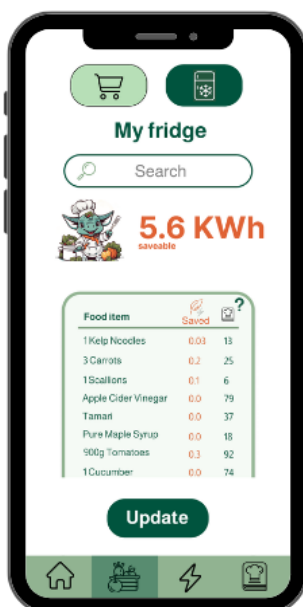 My fridge
Search
5.6 KWh
saveable
?
Food item Saved
1 Kelp Noodles 0.03 13
3 Carrots 0.2 25
1 Scallions 0.1 6
Apple Cider Vinegar 0.0 79
Tamari 0.0 37
Pure Maple Syrup 0.0 18
900g Tomatoes 0.3 92
1 Cucumber 0.0 74
Update